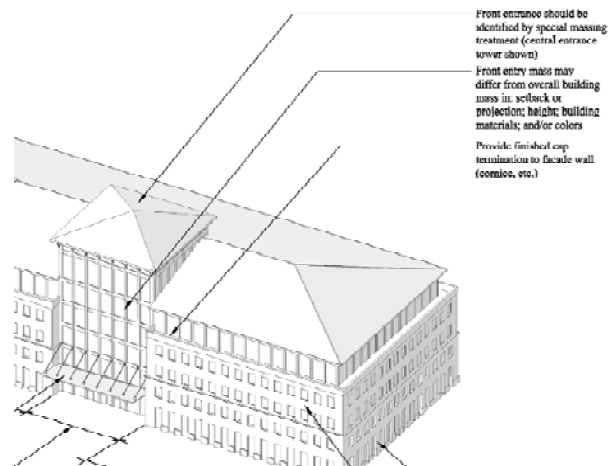 Front entrance should be
identified by special massing
treatment (central entrance
tower shown)
Front entry mass may
differ from overall building
mass in: setback or
projection; height; building
materials; and/or colors
Provide finished cap
termination to facade wall
(cornice, etc.)